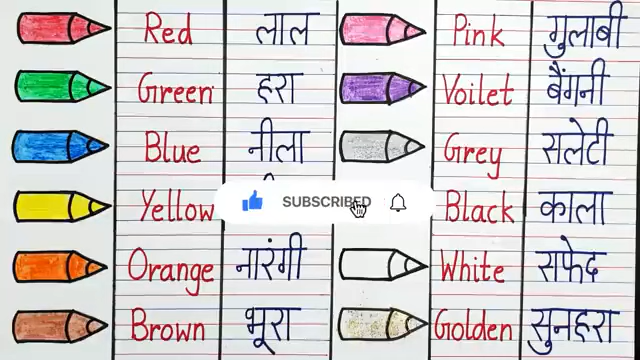 Red लाल Pink गुलाबी
Green हरा Voilet बैंगनी
Blue नीला Grey सलेटी
Yellow SUBSCRIBED Black काला
Orange नारंगी White सफेद
Brown भूरा Golden सुनहरा